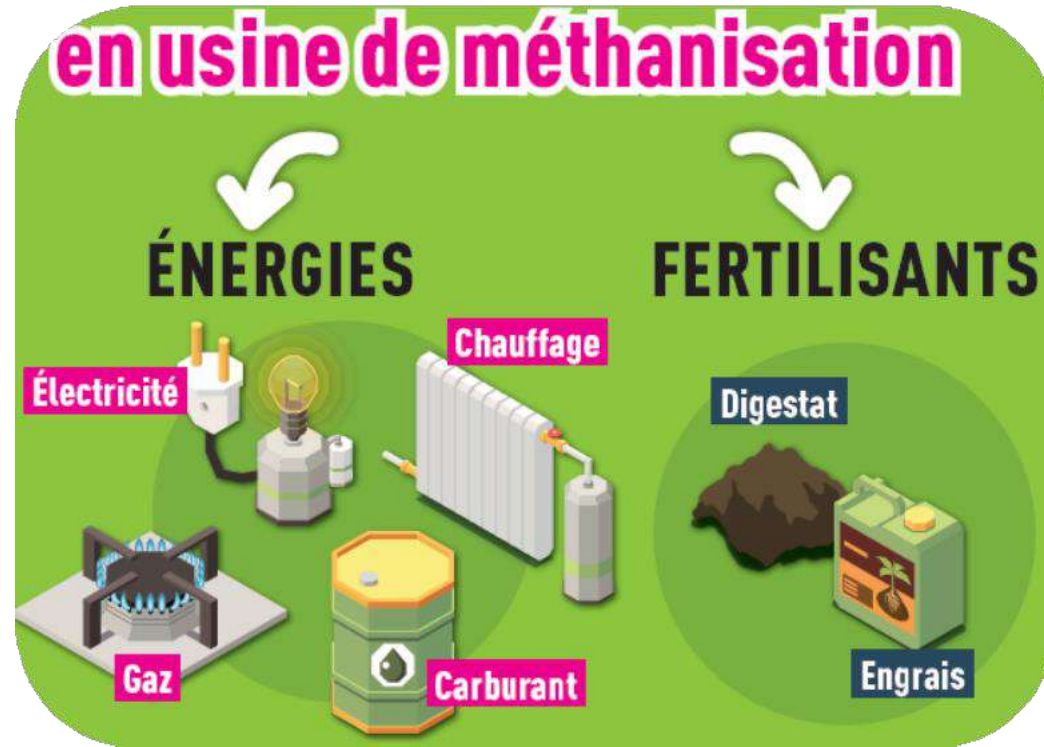 en usine de méthanisation
ÉNERGIES
Électricité
Chauffage
Gaz
Carburant
FERTILISANTS
Digestat
Engrais